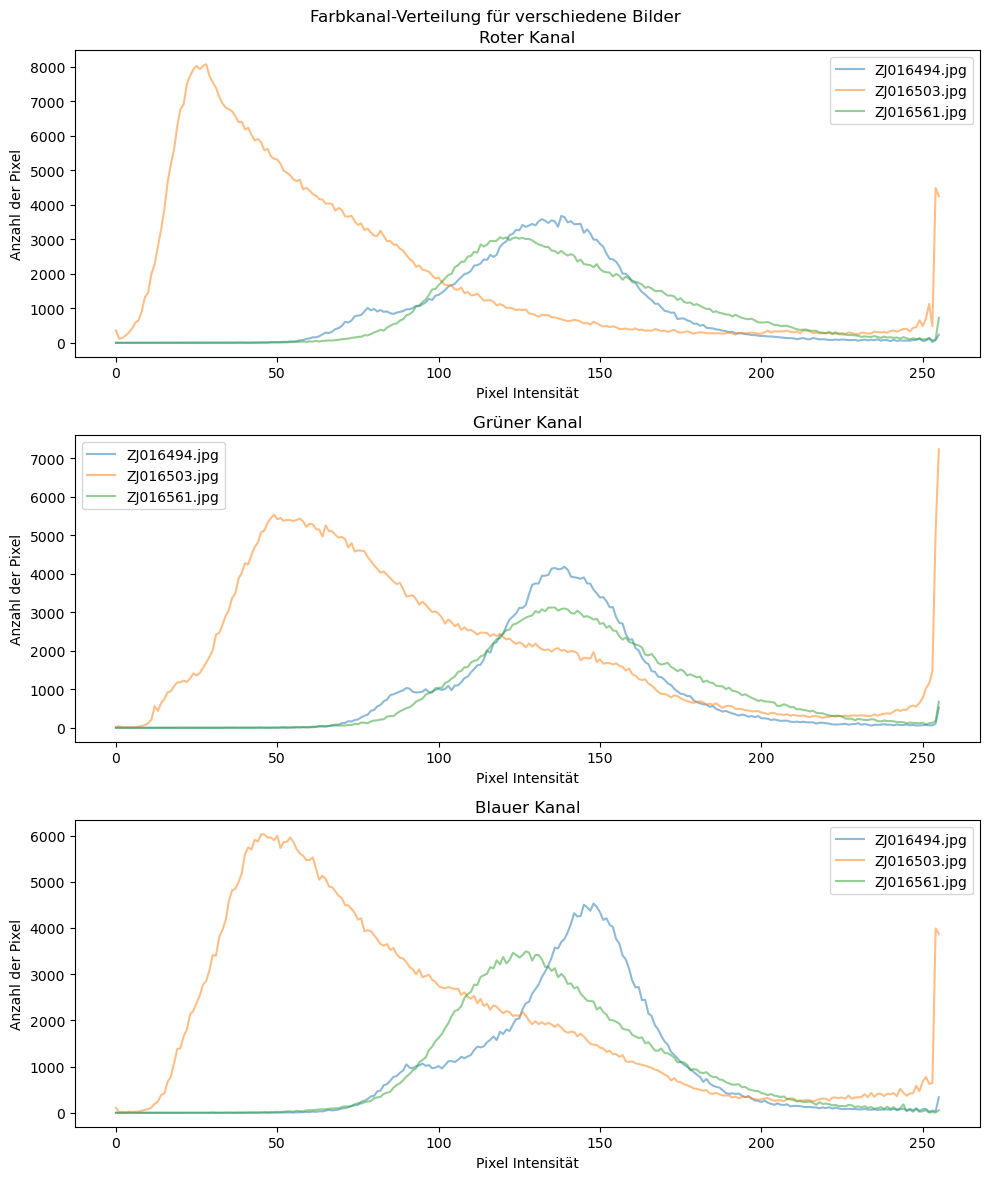 Farbkanal-Verteilung für verschiedene Bilder
Roter Kanal
Anzahl der Pixel
8000
7000
6000
5000
4000
3000
2000
1000
0
ZJ016494.jpg
ZJ016503.jpg
ZJ016561.jpg
0 50 100 150 200 250
Pixel Intensität
Grüner Kanal
Anzahl der Pixel
7000
6000
5000
4000
3000
2000
1000
0
ZJ016494.jpg
ZJ016503.jpg
ZJ016561.jpg
0 50 100 150 200 250
Pixel Intensität
Blauer Kanal
Anzahl der Pixel
6000
5000
4000
3000
2000
1000
0
ZJ016494.jpg
ZJ016503.jpg
ZJ016561.jpg
0 50 100 150 200 250
Pixel Intensität